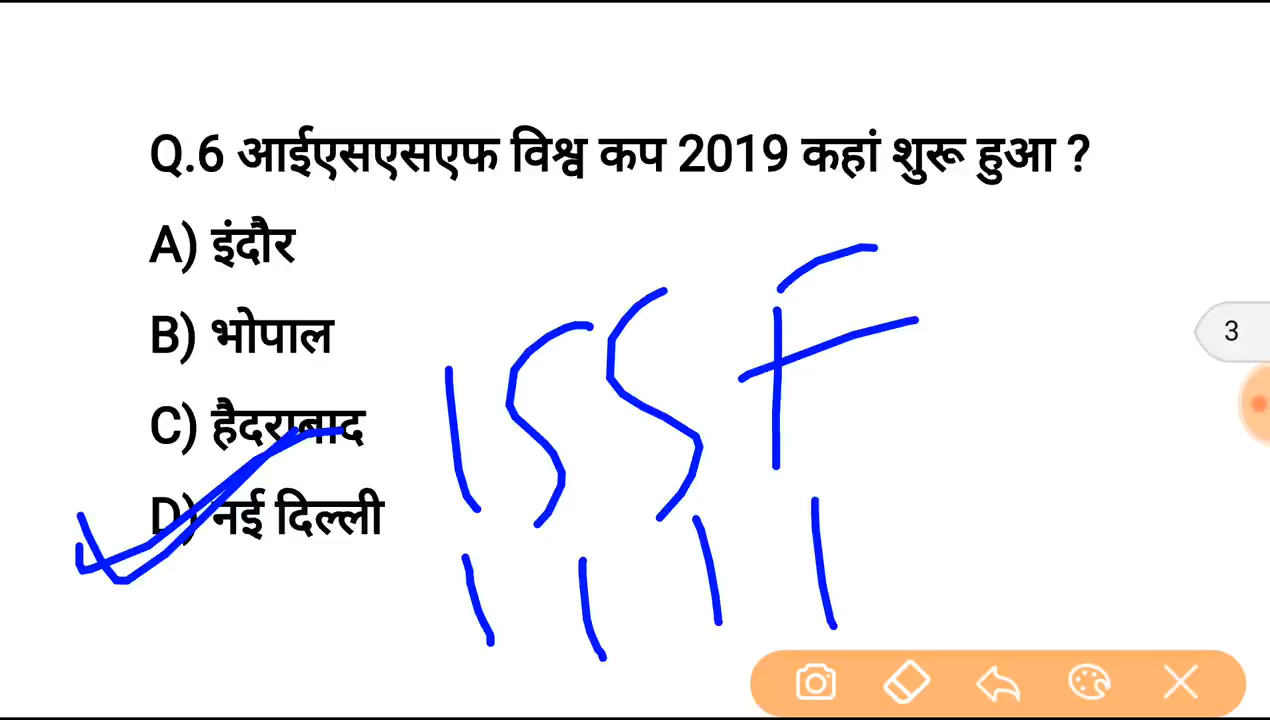 Q.6 आईएसएसएफ विश्व कप 2019 कहां शुरू हुआ ?
A) इंदौर
B) भोपाल
C) हैदराबाद
D) नई दिल्ली
ISSF
3